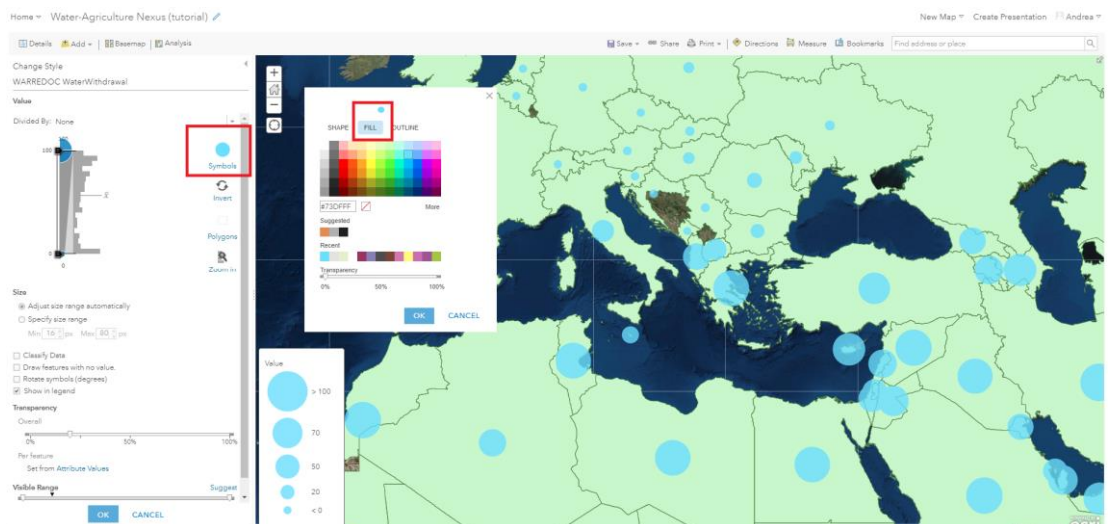 Home Water-Agriculture Nexus (tutorial) New Map Create Presentation Andrea
Details Add Basemap Analysis Save Share Print Directions Measure Bookmarks Find address or place
Change Style
WARREDOC WaterWithdrawal
Value
Divided By: None
100
100
x̄
0
0
Symbols
Invert
Polygons
Zoom in
Size
Adjust size range automatically
Specify size range
Min 16 px Max 80 px
Classify Data
Draw features with no value.
Rotate symbols (degrees)
Show in legend
Transparency
Overall
0% 50% 100%
Per feature
Set from Attribute Values
Visible Range Suggest
OK CANCEL
SHAPE FILL OUTLINE
#73DFFF More
Suggested
Recent
Transparency
0% 50% 100%
OK CANCEL
Value
> 100
70
50
20
< 0
esri